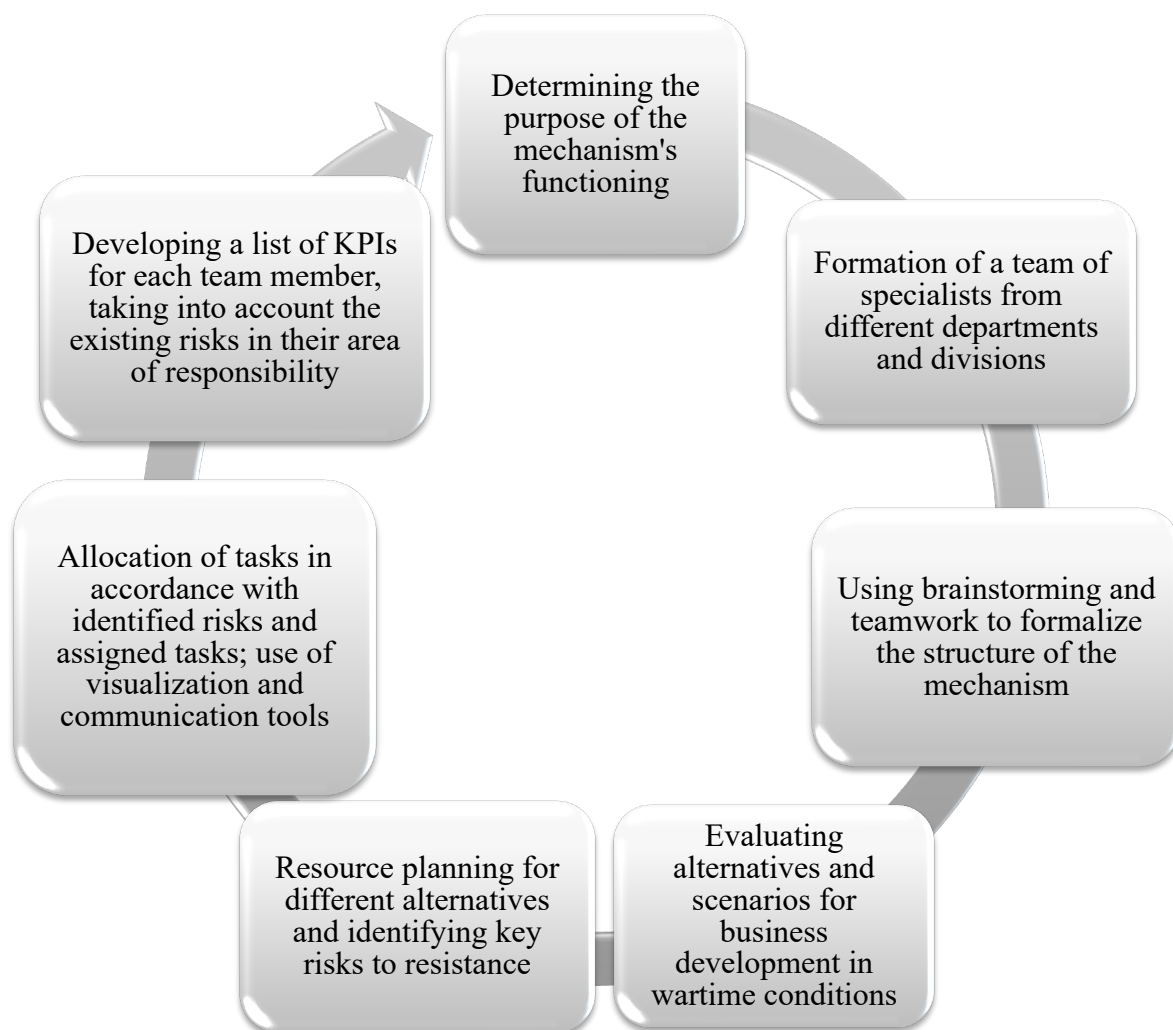 Determining the
purpose of the
mechanism's
functioning
Formation of a team of
specialists from
different departments
and divisions
Using brainstorming and
teamwork to formalize
the structure of the
mechanism
Evaluating
alternatives and
scenarios for
business
development in
wartime conditions
Resource planning for
different alternatives
and identifying key
risks to resistance
Allocation of tasks in
accordance with
identified risks and
assigned tasks; use of
visualization and
communication tools
Developing a list of KPIs
for each team member,
taking into account the
existing risks in their area
of responsibility